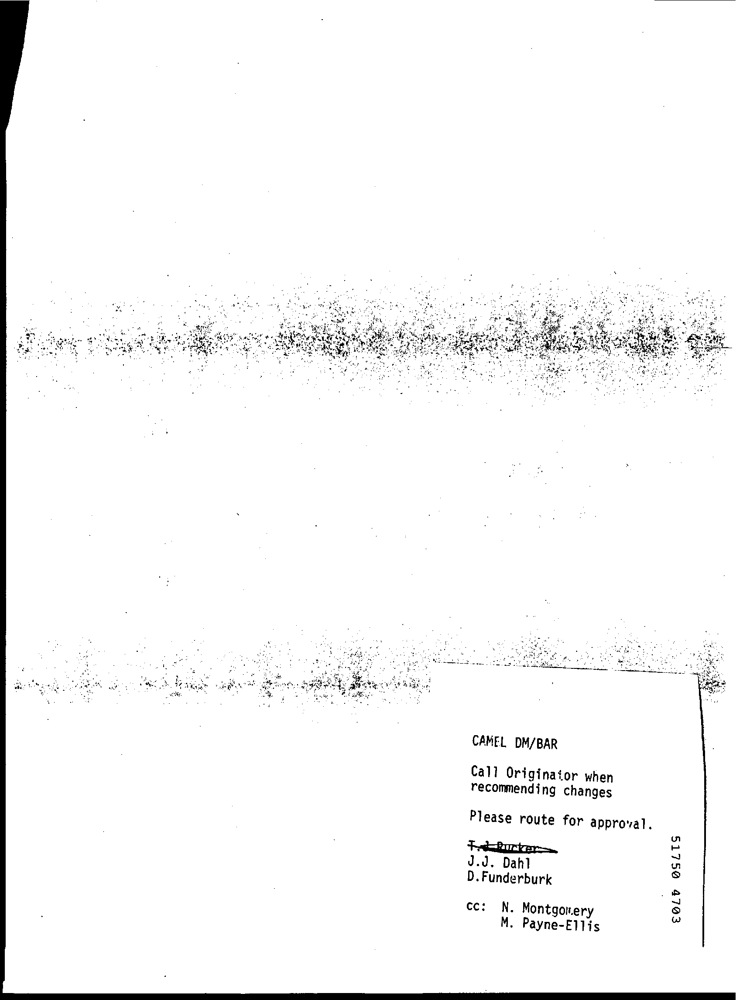 CAMEL DM/BAR
Call Originator when
recommending changes
Please route for approval.
J.J. Dahl
D.Funderburk
cc: N. Montgomery
M. Payne-Ellis
51750 4703